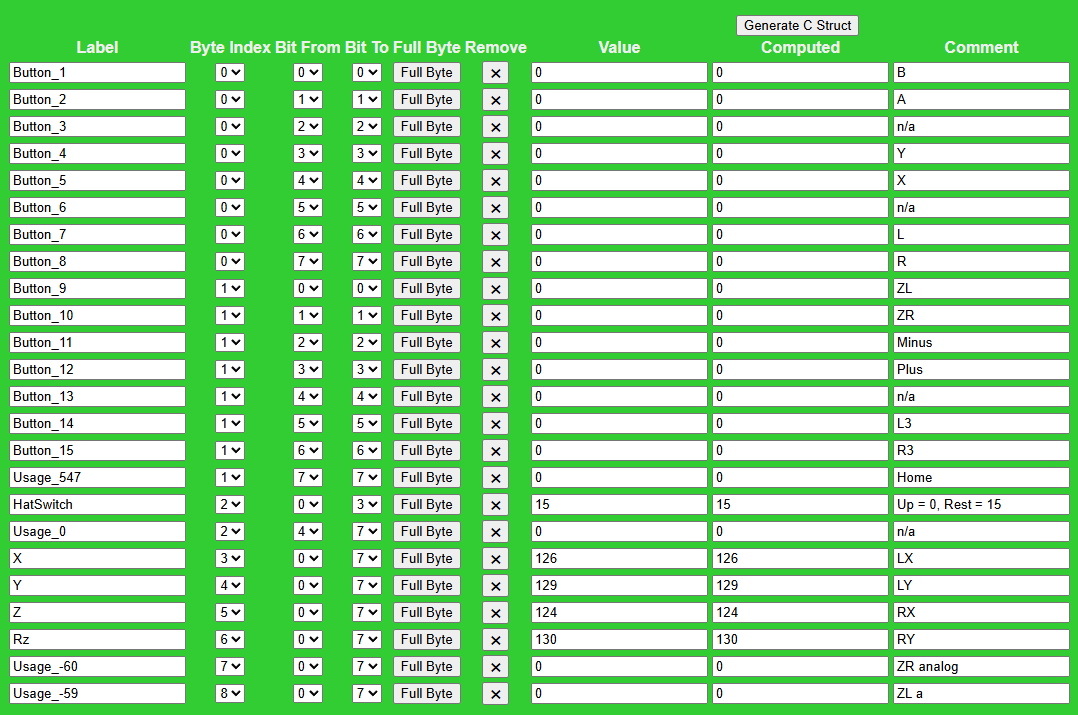 Generate C Struct
Label Byte Index Bit From Bit To Full Byte Remove Value Computed Comment
Button_1 0 0 0 Full Byte × 0 0 B
Button_2 0 1 1 Full Byte × 0 0 A
Button_3 0 2 2 Full Byte × 0 0 n/a
Button_4 0 3 3 Full Byte × 0 0 Y
Button_5 0 4 4 Full Byte × 0 0 X
Button_6 0 5 5 Full Byte × 0 0 n/a
Button_7 0 6 6 Full Byte × 0 0 L
Button_8 0 7 7 Full Byte × 0 0 R
Button_9 1 0 0 Full Byte × 0 0 ZL
Button_10 1 1 1 Full Byte × 0 0 ZR
Button_11 1 2 2 Full Byte × 0 0 Minus
Button_12 1 3 3 Full Byte × 0 0 Plus
Button_13 1 4 4 Full Byte × 0 0 n/a
Button_14 1 5 5 Full Byte × 0 0 L3
Button_15 1 6 6 Full Byte × 0 0 R3
Usage_547 1 7 7 Full Byte × 0 0 Home
HatSwitch 2 0 3 Full Byte × 15 15 Up = 0, Rest = 15
Usage_0 2 4 7 Full Byte × 0 0 n/a
X 3 0 7 Full Byte × 126 126 LX
Y 4 0 7 Full Byte × 129 129 LY
Z 5 0 7 Full Byte × 124 124 RX
Rz 6 0 7 Full Byte × 130 130 RY
Usage_-60 7 0 7 Full Byte × 0 0 ZR analog
Usage_-59 8 0 7 Full Byte × 0 0 ZL a